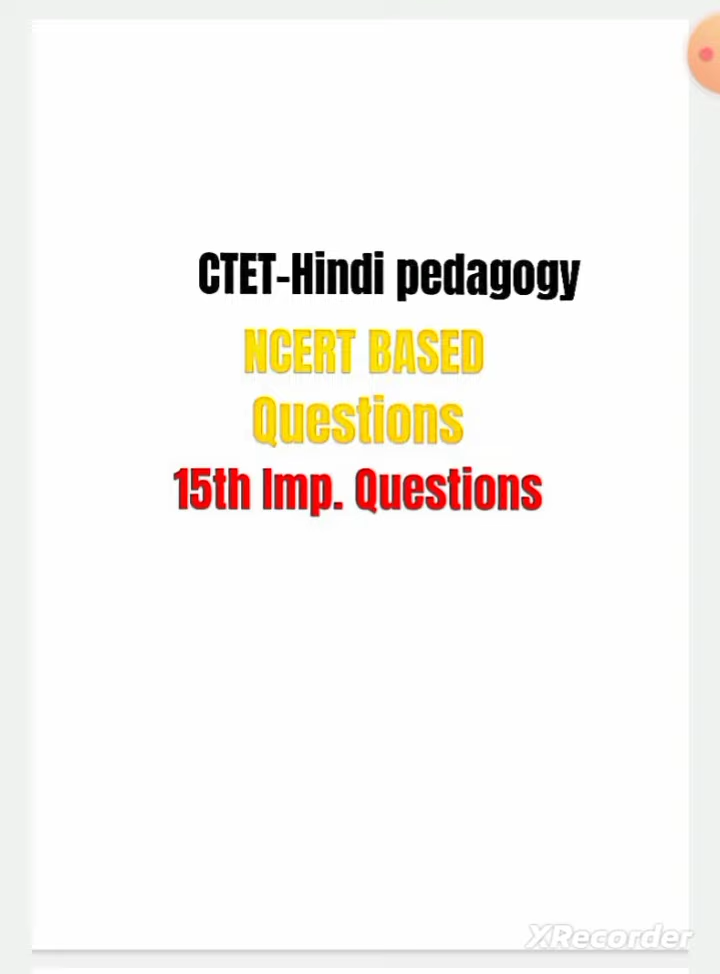 CTET-Hindi pedagogy
NCERT BASED
Questions
15th Imp. Questions
XRecorder